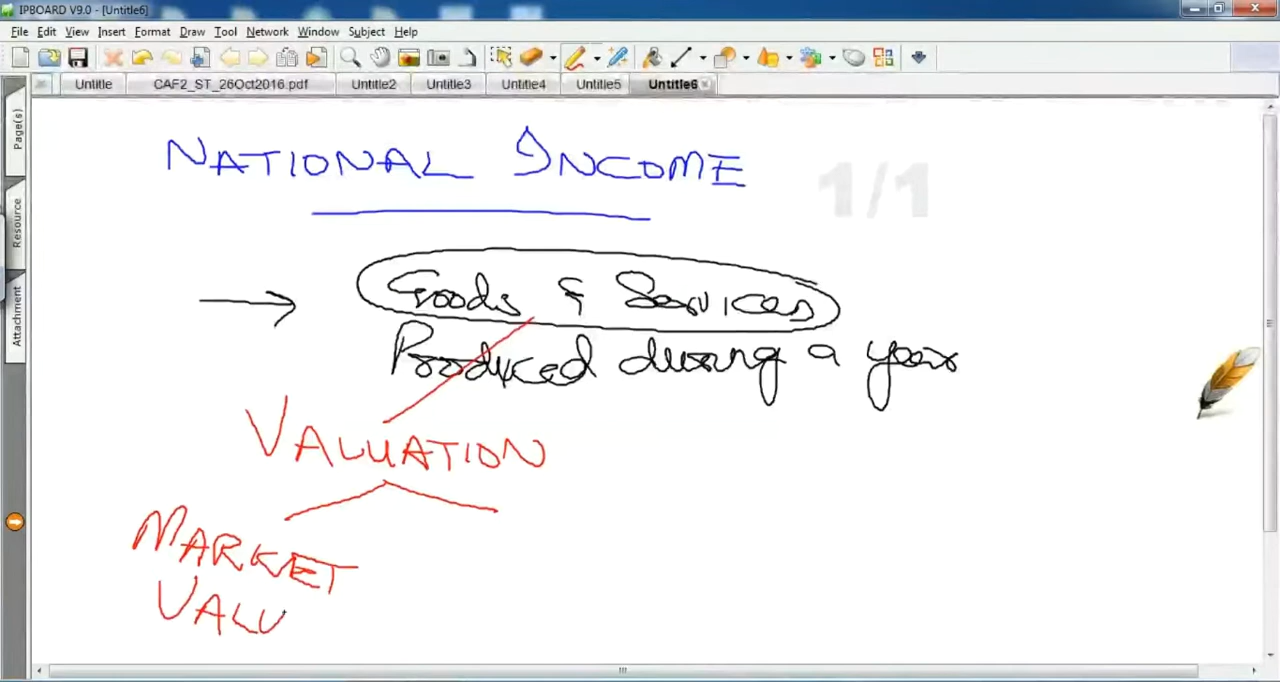 IPBOARD V9.0 - [Untitle6]
File Edit View Insert Format Draw Tool Network Window Subject Help
Untitle CAF2_ST_26Oct2016.pdf Untitle2 Untitle3 Untitle4 Untitle5 Untitle6
Page(s)
Resource
Attachment
NATIONAL INCOME
1/1
Goods & Services
Produced during a year
VALUATION
MARKET
VALU